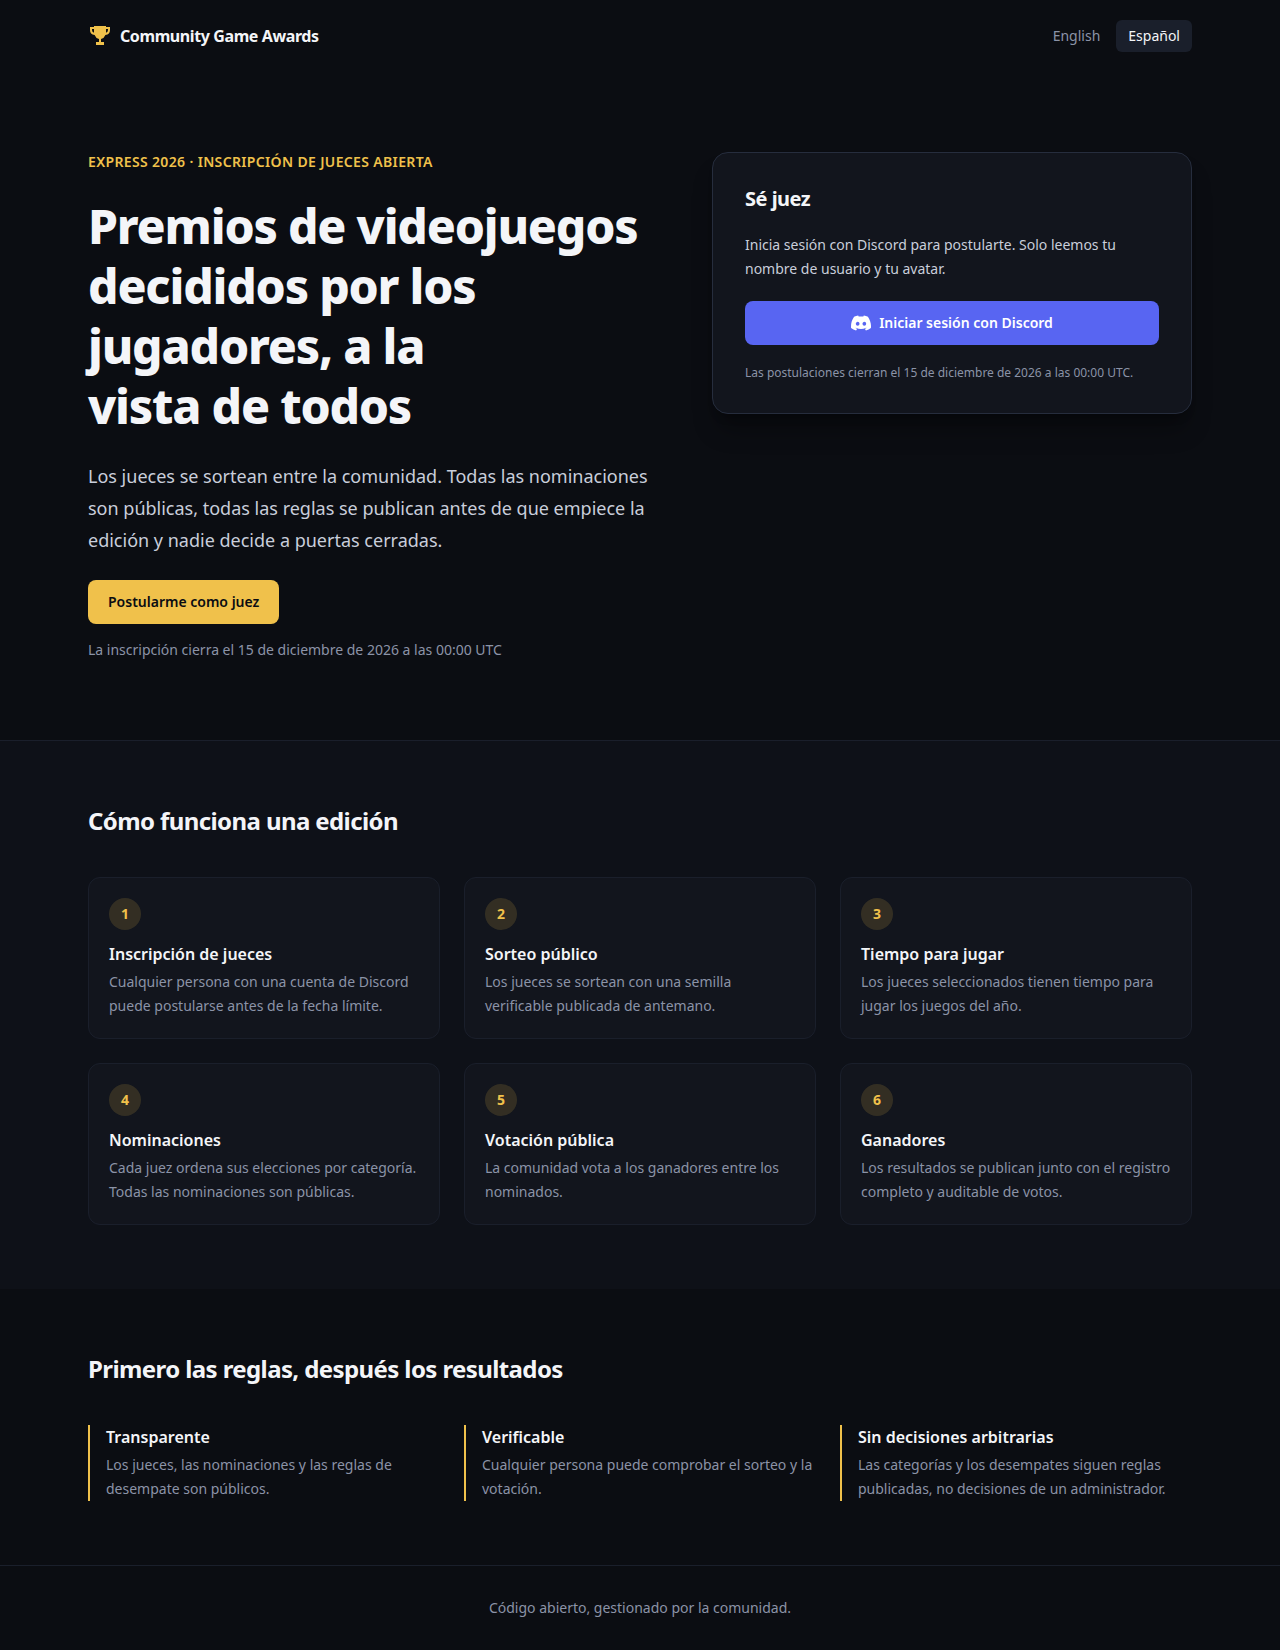 Community Game Awards
English
Español
EXPRESS 2026 · INSCRIPCIÓN DE JUECES ABIERTA
Premios de videojuegos
decididos por los
jugadores, a la
vista de todos
Los jueces se sortean entre la comunidad. Todas las nominaciones
son públicas, todas las reglas se publican antes de que empiece la
edición y nadie decide a puertas cerradas.
Postularme como juez
La inscripción cierra el 15 de diciembre de 2026 a las 00:00 UTC
Sé juez
Inicia sesión con Discord para postularte. Solo leemos tu
nombre de usuario y tu avatar.
Iniciar sesión con Discord
Las postulaciones cierran el 15 de diciembre de 2026 a las 00:00 UTC.
Cómo funciona una edición
1
Inscripción de jueces
Cualquier persona con una cuenta de Discord
puede postularse antes de la fecha límite.
2
Sorteo público
Los jueces se sortean con una semilla
verificable publicada de antemano.
3
Tiempo para jugar
Los jueces seleccionados tienen tiempo para
jugar los juegos del año.
4
Nominaciones
Cada juez ordena sus elecciones por categoría.
Todas las nominaciones son públicas.
5
Votación pública
La comunidad vota a los ganadores entre los
nominados.
6
Ganadores
Los resultados se publican junto con el registro
completo y auditable de votos.
Primero las reglas, después los resultados
Transparente
Los jueces, las nominaciones y las reglas de
desempate son públicos.
Verificable
Cualquier persona puede comprobar el sorteo y la
votación.
Sin decisiones arbitrarias
Las categorías y los desempates siguen reglas
publicadas, no decisiones de un administrador.
Código abierto, gestionado por la comunidad.